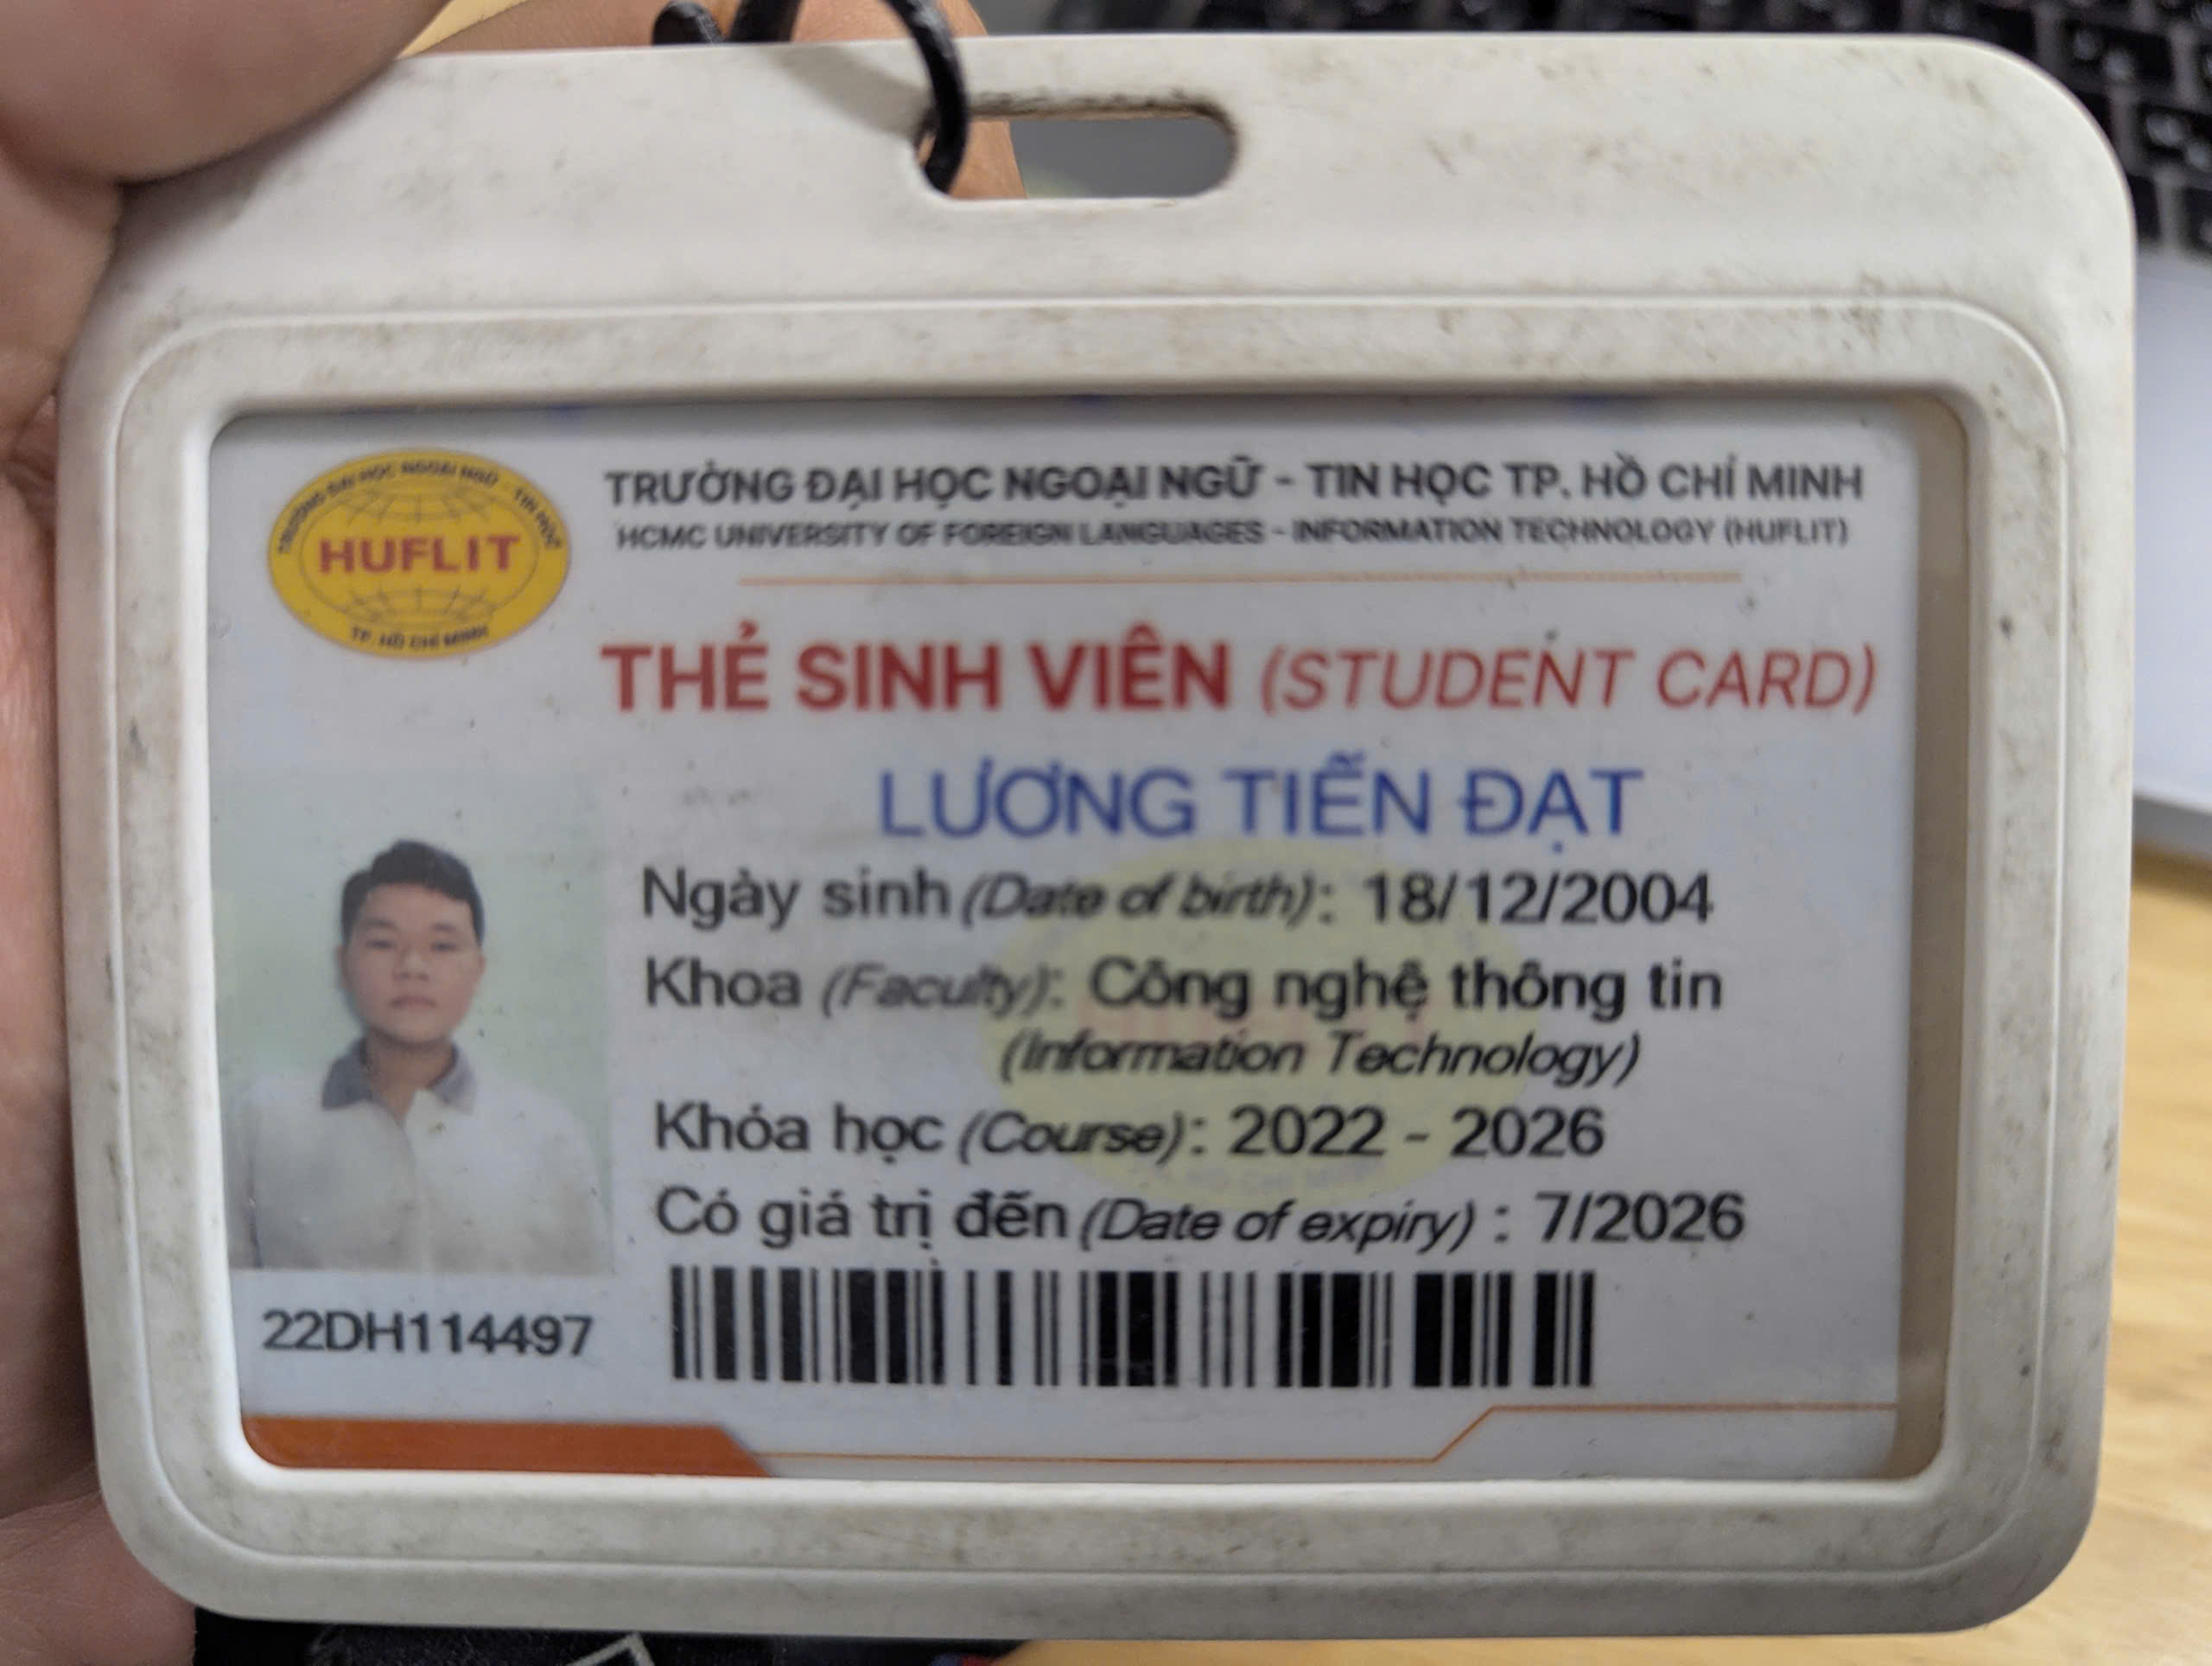 TRƯỜNG ĐẠI HỌC NGOẠI NGỮ - TIN HỌC
HUFLIT
TP. HỒ CHÍ MINH
TRƯỜNG ĐẠI HỌC NGOẠI NGỮ - TIN HỌC TP. HỒ CHÍ MINH
HCMC UNIVERSITY OF FOREIGN LANGUAGES - INFORMATION TECHNOLOGY (HUFLIT)
THẺ SINH VIÊN (STUDENT CARD)
LƯƠNG TIẾN ĐẠT
Ngày sinh (Date of birth): 18/12/2004
Khoa (Faculty): Công nghệ thông tin
(Information Technology)
Khóa học (Course): 2022 - 2026
Có giá trị đến (Date of expiry) : 7/2026
22DH114497